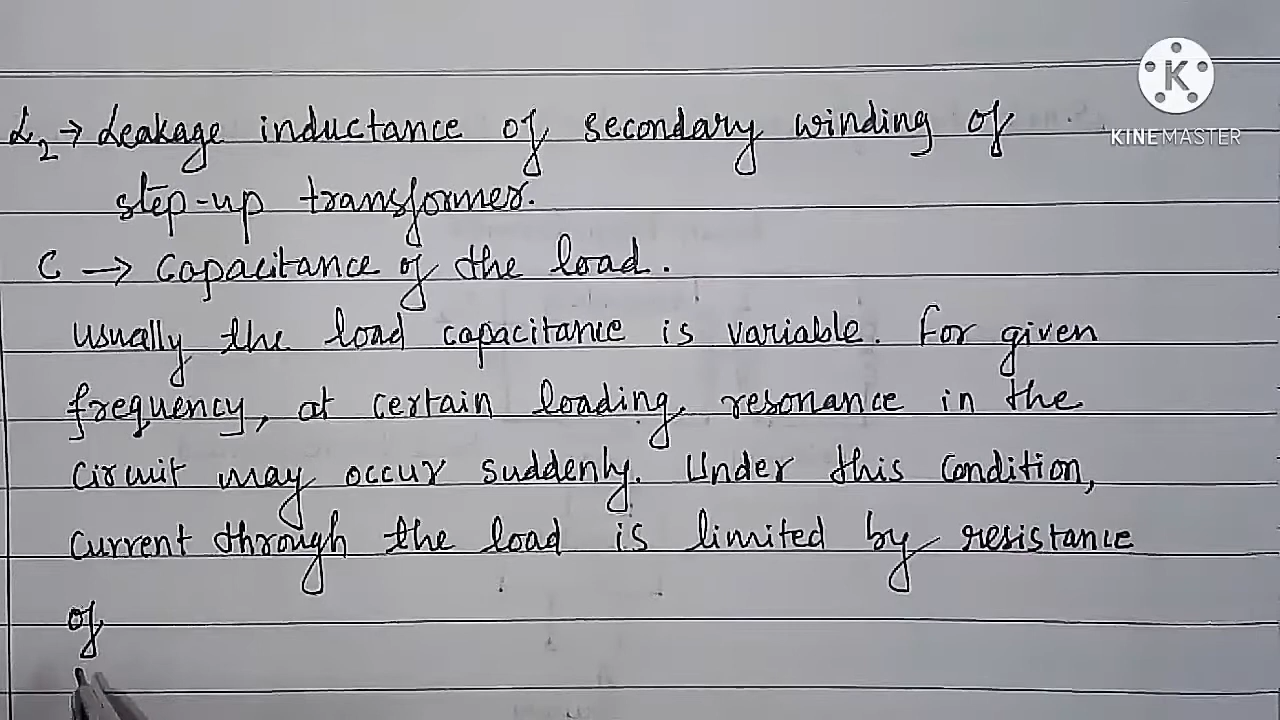 L₂ → Leakage inductance of secondary winding of
step-up transformer.
C → Capacitance of the load.
Usually the load capacitance is variable. For given
frequency, at certain loading, resonance in the
circuit may occur suddenly. Under this condition,
current through the load is limited by resistance
of
K
KINEMASTER